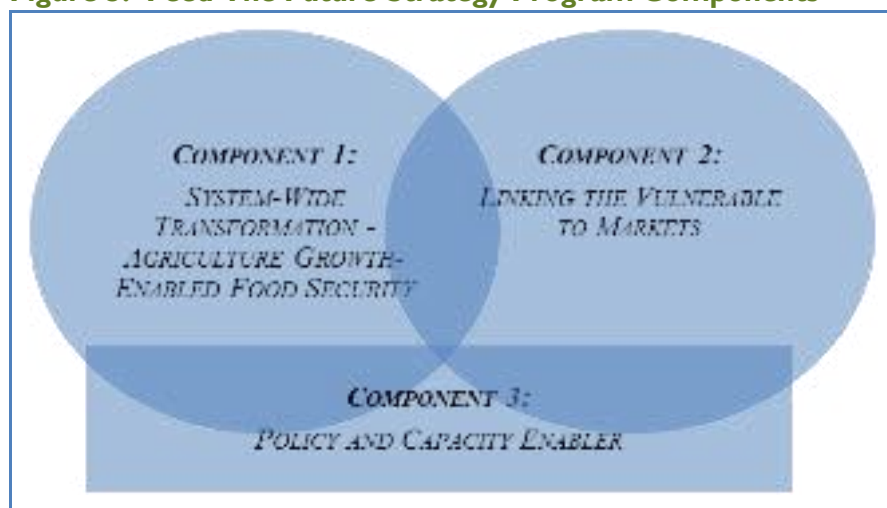 Figure Feed The Future Strategy Program Components
COMPONENT 1:
SYSTEM-WIDE
TRANSFORMATION -
AGRICULTURE GROWTH-
ENABLED FOOD SECURITY
COMPONENT 2:
LINKING THE VULNERABLE
TO MARKETS
COMPONENT 3:
POLICY AND CAPACITY ENABLER